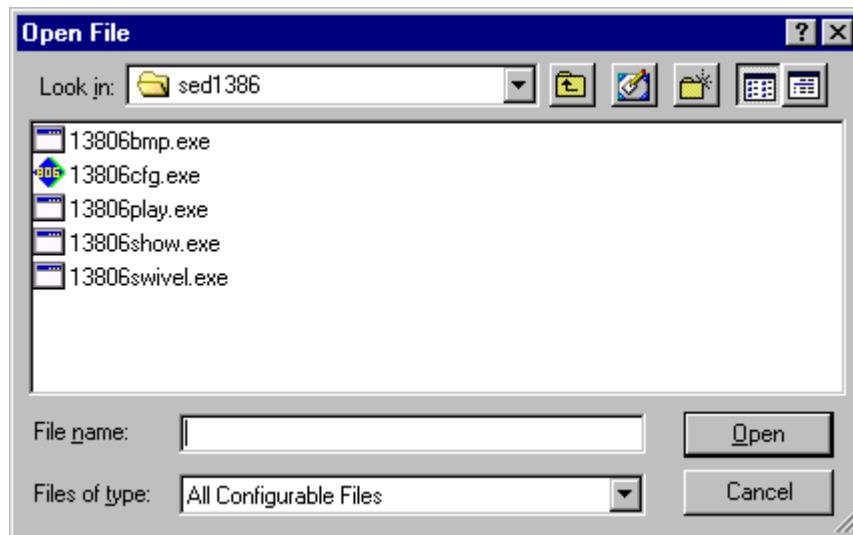 Open File
Look in: sed1386
13806bmp.exe
806
13806cfg.exe
13806play.exe
13806show.exe
13806swivel.exe
File name:
Open
Files of type: All Configurable Files
Cancel